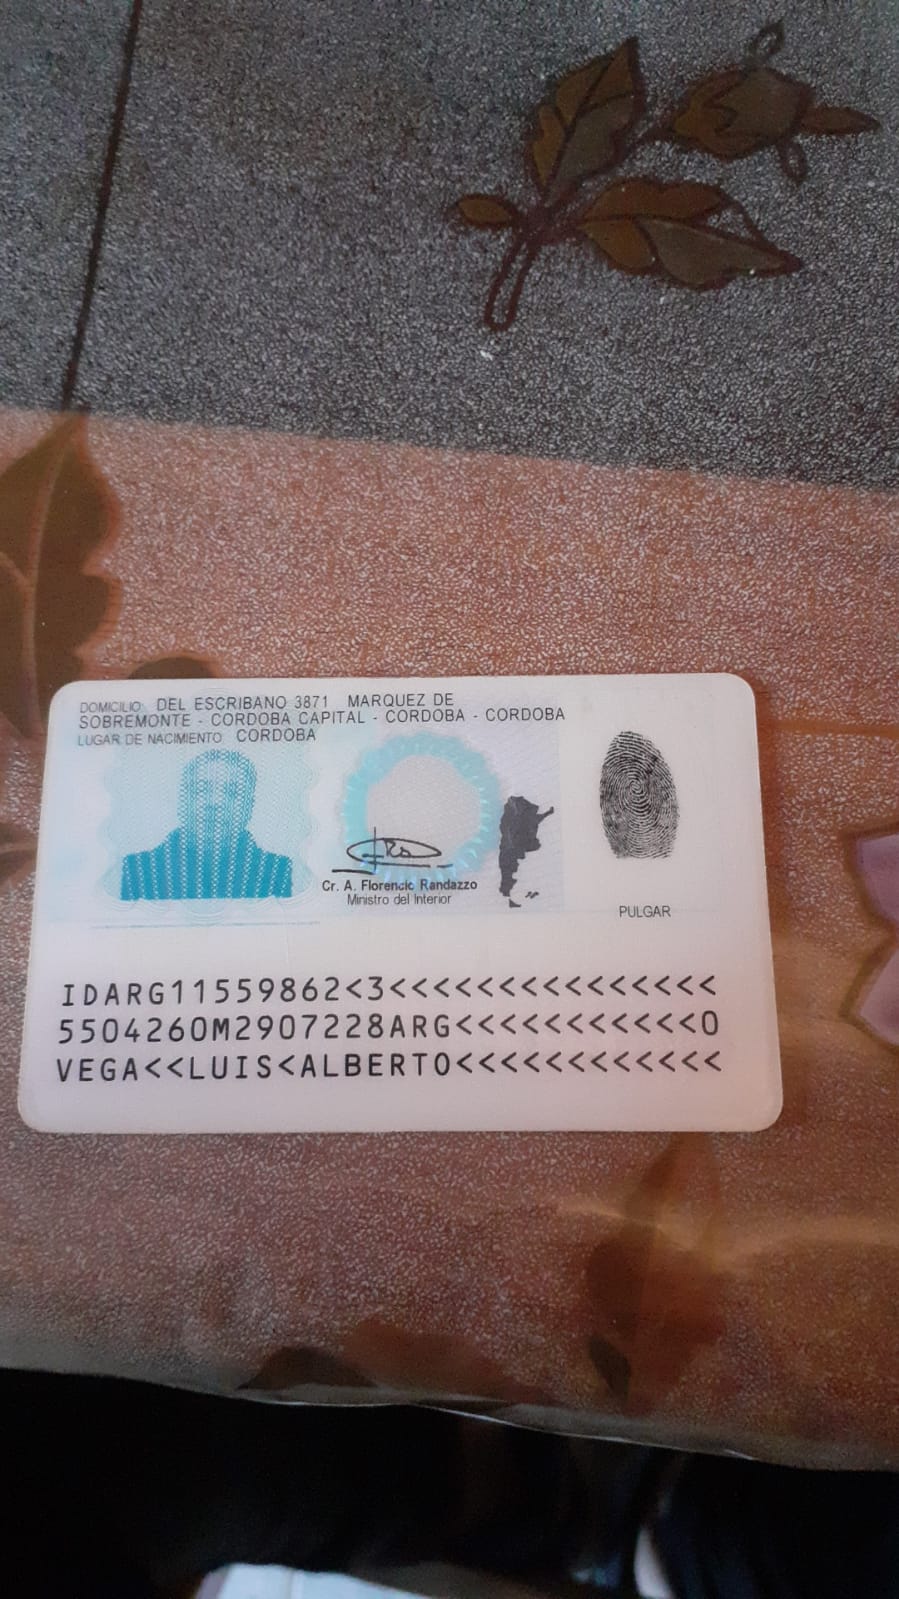 DOMICILIO: DEL ESCRIBANO 3871 MARQUEZ DE
SOBREMONTE - CORDOBA CAPITAL - CORDOBA - CORDOBA
LUGAR DE NACIMIENTO: CORDOBA
Cr. A. Florencio Randazzo
Ministro del Interior
PULGAR
IDARG11559862<3<<<<<<<<<<<<<<<
5504260M2907228ARG<<<<<<<<<<<0
VEGA<<LUIS<ALBERTO<<<<<<<<<<<<